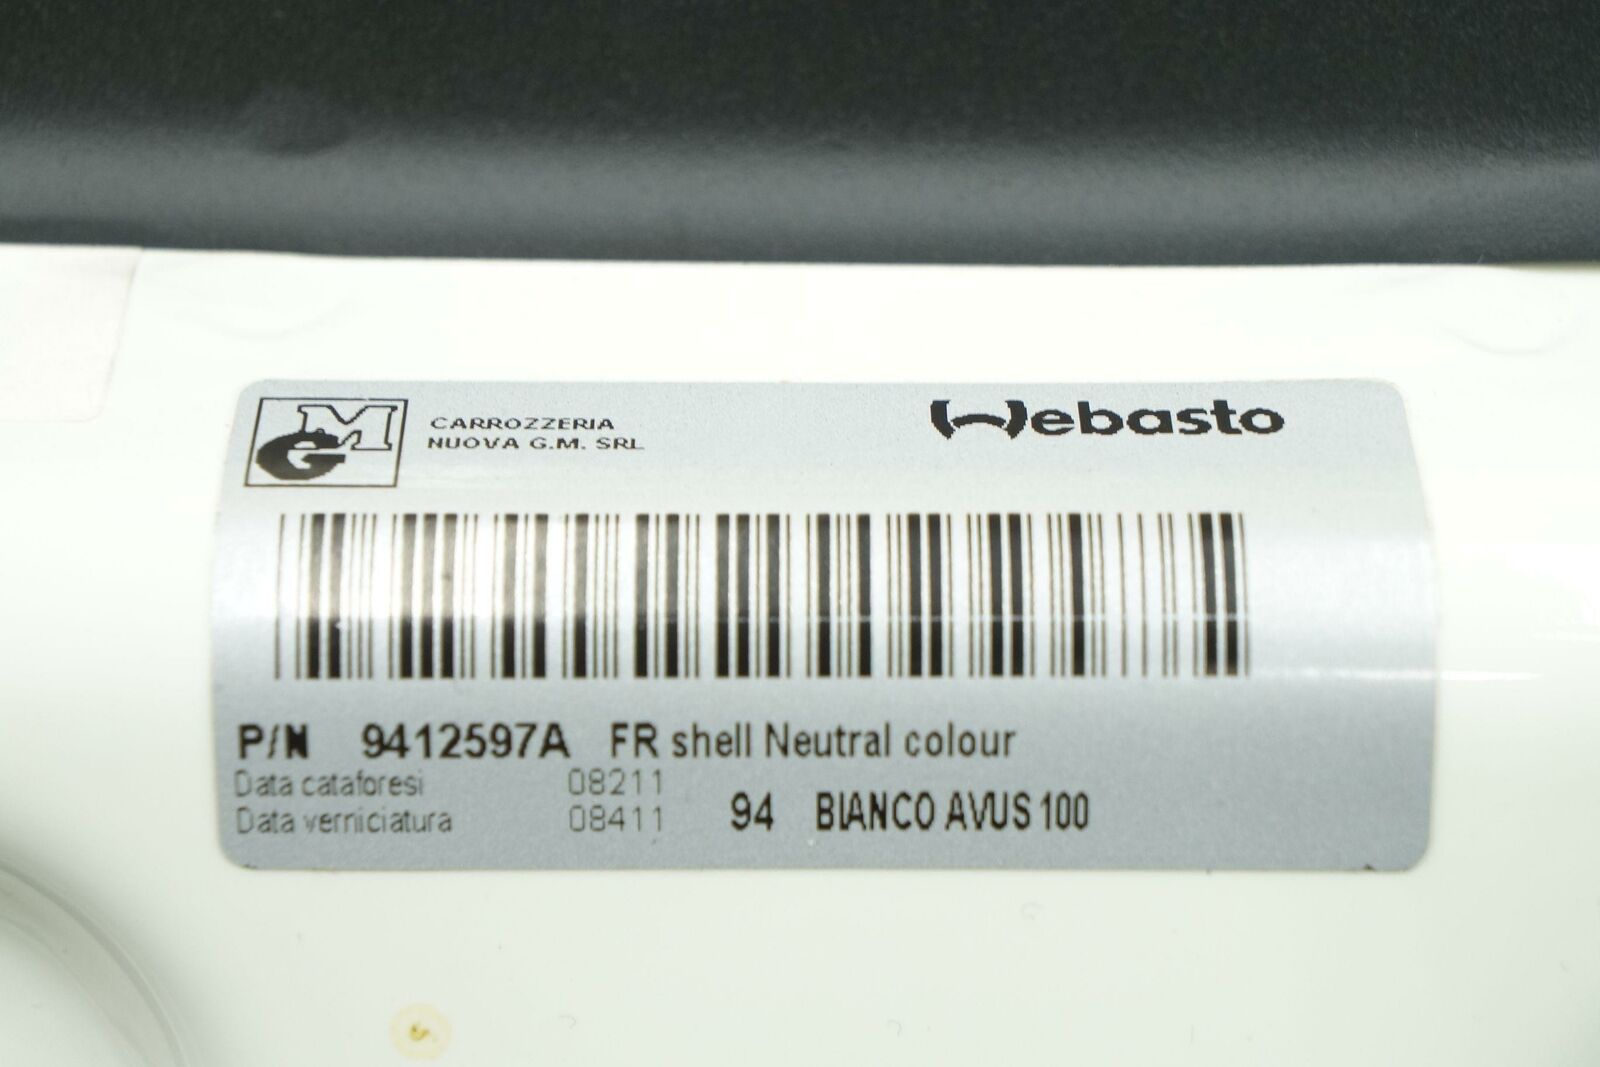 GM CARROZZERIA
NUOVA G.M. SRL
Webasto
P/N 9412597A FR shell Neutral colour
Data cataforesi 08211
Data verniciatura 08411 94 BIANCO AVUS 100